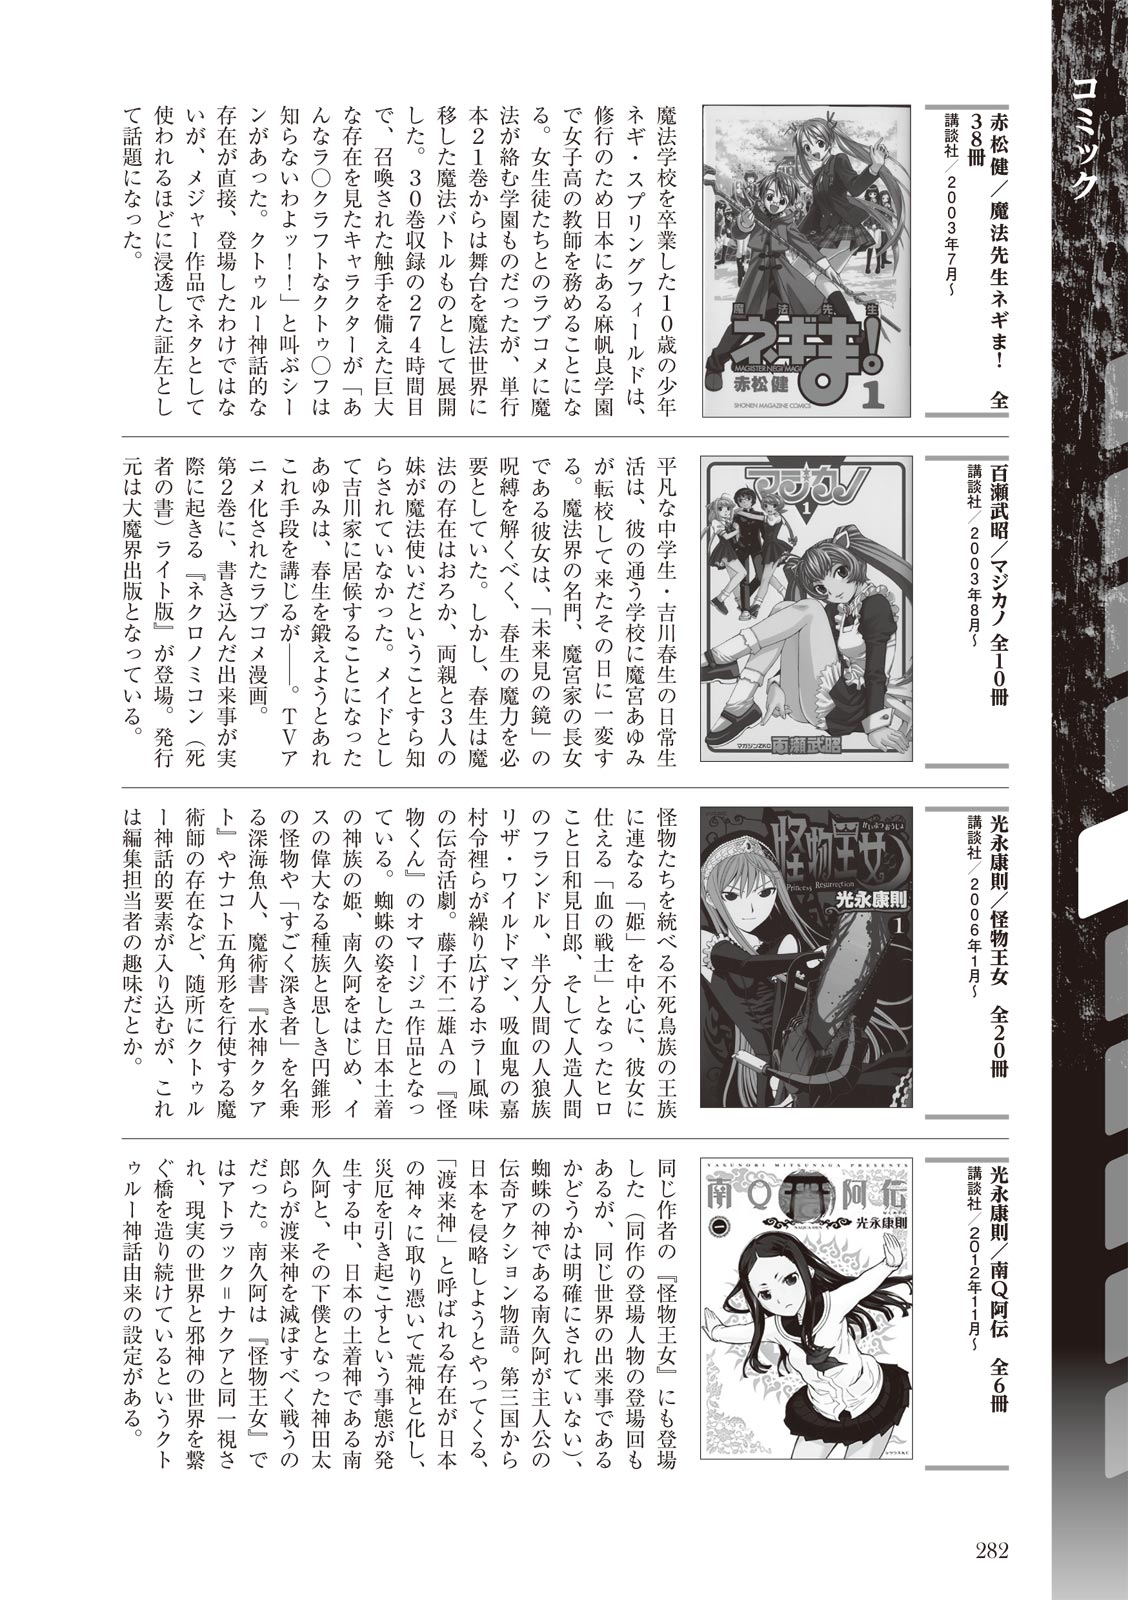 コミック
赤松健／魔法先生ネギま！　全
38冊
講談社／2003年7月〜
魔法先生
ネギま！
MAGISTER NEGI MAGI
赤松健
1
SHONEN MAGAZINE COMICS
魔法学校を卒業した１０歳の少年
ネギ・スプリングフィールドは、
修行のため日本にある麻帆良学園
で女子高の教師を務めることにな
る。女生徒たちとのラブコメに魔
法が絡む学園ものだったが、単行
本２１巻からは舞台を魔法世界に
移した魔法バトルものとして展開
した。３０巻収録の２７４時間目
で、召喚された触手を備えた巨大
な存在を見たキャラクターが「あ
んなラ〇クラフトなクトゥ〇フは
知らないわよッ！！」と叫ぶシー
ンがあった。クトゥルー神話的な
存在が直接、登場したわけではな
いが、メジャー作品でネタとして
使われるほどに浸透した証左とし
て話題になった。
百瀬武昭／マジカノ　全10冊
講談社／2003年8月〜
マジカノ
1
マガジンZKC
百瀬武昭
平凡な中学生・吉川春生の日常生
活は、彼の通う学校に魔宮あゆみ
が転校して来たその日に一変す
る。魔法界の名門、魔宮家の長女
である彼女は、「未来見の鏡」の
呪縛を解くべく、春生の魔力を必
要としていた。しかし、春生は魔
法の存在はおろか、両親と３人の
妹が魔法使いだということすら知
らされていなかった。メイドとし
て吉川家に居候することになった
あゆみは、春生を鍛えようとあれ
これ手段を講じるが――。ＴＶア
ニメ化されたラブコメ漫画。
第２巻に、書き込んだ出来事が実
際に起きる『ネクロノミコン（死
者の書）ライト版』が登場。発行
元は大魔界出版となっている。
光永康則／怪物王女　全20冊
講談社／2006年1月〜
かいぶつおうじょ
怪物王女
Princess Resurrection
光永康則
1
怪物たちを統べる不死鳥族の王族
に連なる「姫」を中心に、彼女に
仕える「血の戦士」となったヒロ
こと日和見日郎、そして人造人間
のフランドル、半分人間の人狼族
リザ・ワイルドマン、吸血鬼の嘉
村令裡らが繰り広げるホラー風味
の伝奇活劇。藤子不二雄Ａの『怪
物くん』のオマージュ作品となっ
ている。蜘蛛の姿をした日本土着
の神族の姫、南久阿をはじめ、イ
スの偉大なる種族と思しき円錐形
の怪物や「すごく深き者」を名乗
る深海魚人、魔術書『水神クタア
ト』やナコト五角形を行使する魔
術師の存在など、随所にクトゥル
ー神話的要素が入り込むが、これ
は編集担当者の趣味だとか。
光永康則／南Ｑ阿伝　全6冊
講談社／2012年11月〜
YASUNORI MITSUNAGA PRESENTS
南Q阿伝
NAQUADEN
一
光永康則
シリウスKC
同じ作者の『怪物王女』にも登場
した（同作の登場人物の登場回も
あるが、同じ世界の出来事である
かどうかは明確にされていない）、
蜘蛛の神である南久阿が主人公の
伝奇アクション物語。第三国から
日本を侵略しようとやってくる、
「渡来神」と呼ばれる存在が日本
の神々に取り憑いて荒神と化し、
災厄を引き起こすという事態が発
生する中、日本の土着神である南
久阿と、その下僕となった神田太
郎らが渡来神を滅ぼすべく戦うの
だった。南久阿は『怪物王女』で
はアトラック＝ナクアと同一視さ
れ、現実の世界と邪神の世界を繋
ぐ橋を造り続けているというクト
ゥルー神話由来の設定がある。
282